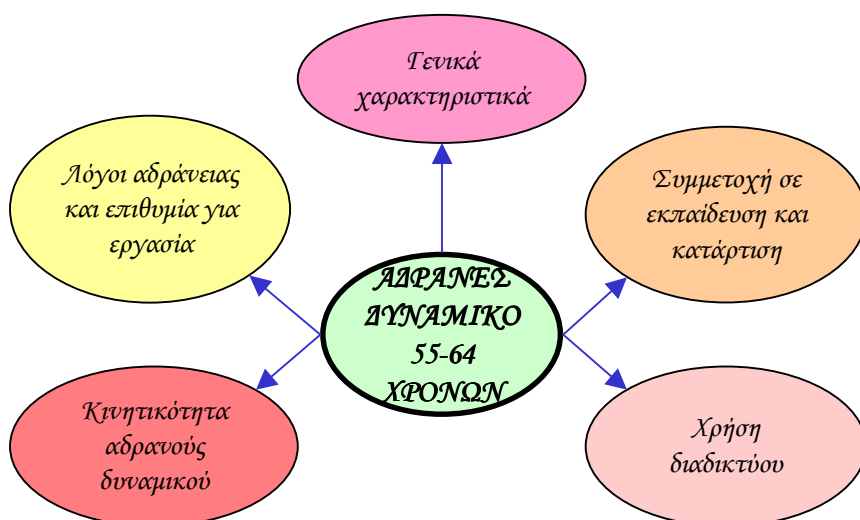 Γενικά
χαρακτηριστικά
Λόγοι αδράνειας
και επιθυμία για
εργασία
Συμμετοχή σε
εκπαίδευση και
κατάρτιση
ΑΔΡΑΝΕΣ
ΔΥΝΑΜΙΚΟ
55-64
ΧΡΟΝΩΝ
Κινητικότητα
αδρανούς
δυναμικού
Χρήση
διαδικτύου